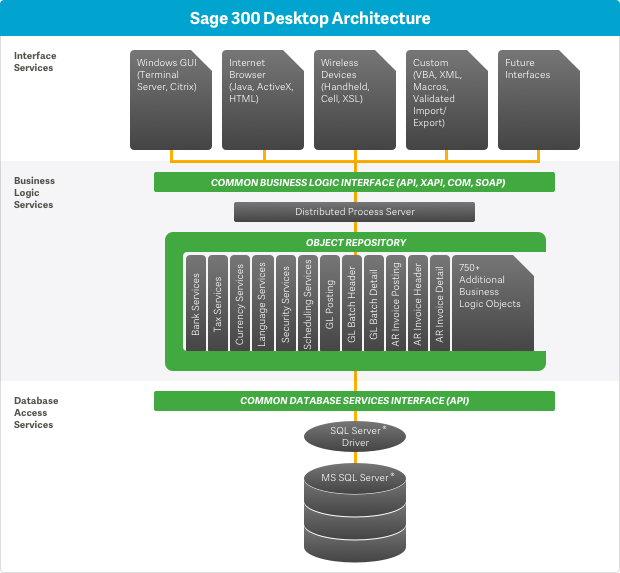 Sage 300 Desktop Architecture
Interface
Services
Windows GUI
(Terminal
Server, Citrix)
Internet
Browser
(Java, ActiveX,
HTML)
Wireless
Devices
(Handheld,
Cell, XSL)
Custom
(VBA, XML,
Macros,
Validated
Import/
Export)
Future
Interfaces
Business
Logic
Services
COMMON BUSINESS LOGIC INTERFACE (API, XAPI, COM, SOAP)
Distributed Process Server
OBJECT REPOSITORY
Bank Services
Tax Services
Currency Services
Language Services
Security Services
Scheduling Services
GL Posting
GL Batch Header
GL Batch Detail
AR Invoice Posting
AR Invoice Header
AR Invoice Detail
750+
Additional
Business
Logic Objects
Database
Access
Services
COMMON DATABASE SERVICES INTERFACE (API)
SQL Server®
Driver
MS SQL Server®